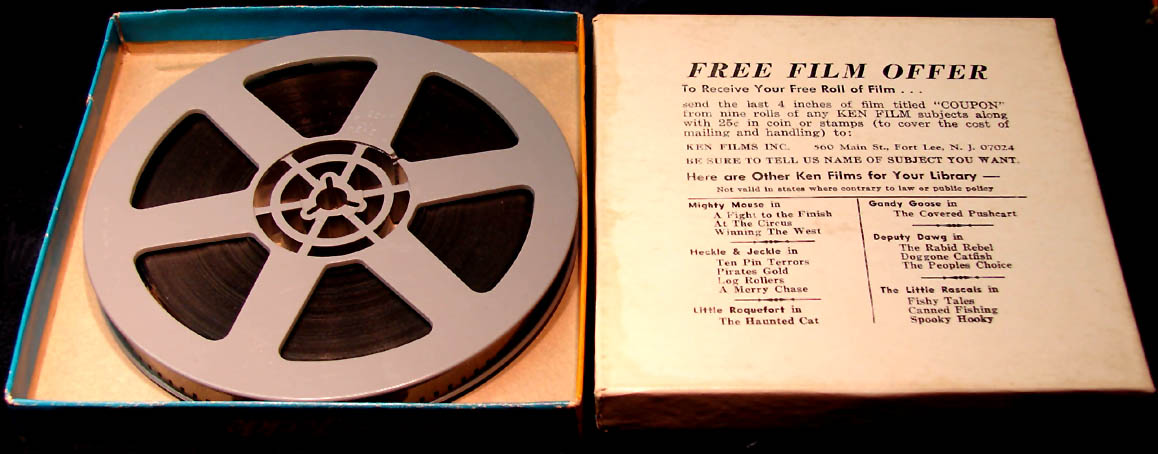 FREE FILM OFFER
To Receive Your Free Roll of Film . . .
send the last 4 inches of film titled "COUPON"
from nine rolls of any KEN FILM subjects along
with 25c in coin or stamps (to cover the cost of
mailing and handling) to:
KEN FILMS INC. 560 Main St., Fort Lee, N. J. 07024
BE SURE TO TELL US NAME OF SUBJECT YOU WANT.
Here are Other Ken Films for Your Library —
Not valid in states where contrary to law or public policy
Mighty Mouse in
A Fight to the Finish
At The Circus
Winning The West
Heckle & Jeckle in
Ten Pin Terrors
Pirates Gold
Log Rollers
A Merry Chase
Little Roquefort in
The Haunted Cat
Gandy Goose in
The Covered Pushcart
Deputy Dawg in
The Rabid Rebel
Doggone Catfish
The Peoples Choice
The Little Rascals in
Fishy Tales
Canned Fishing
Spooky Hooky